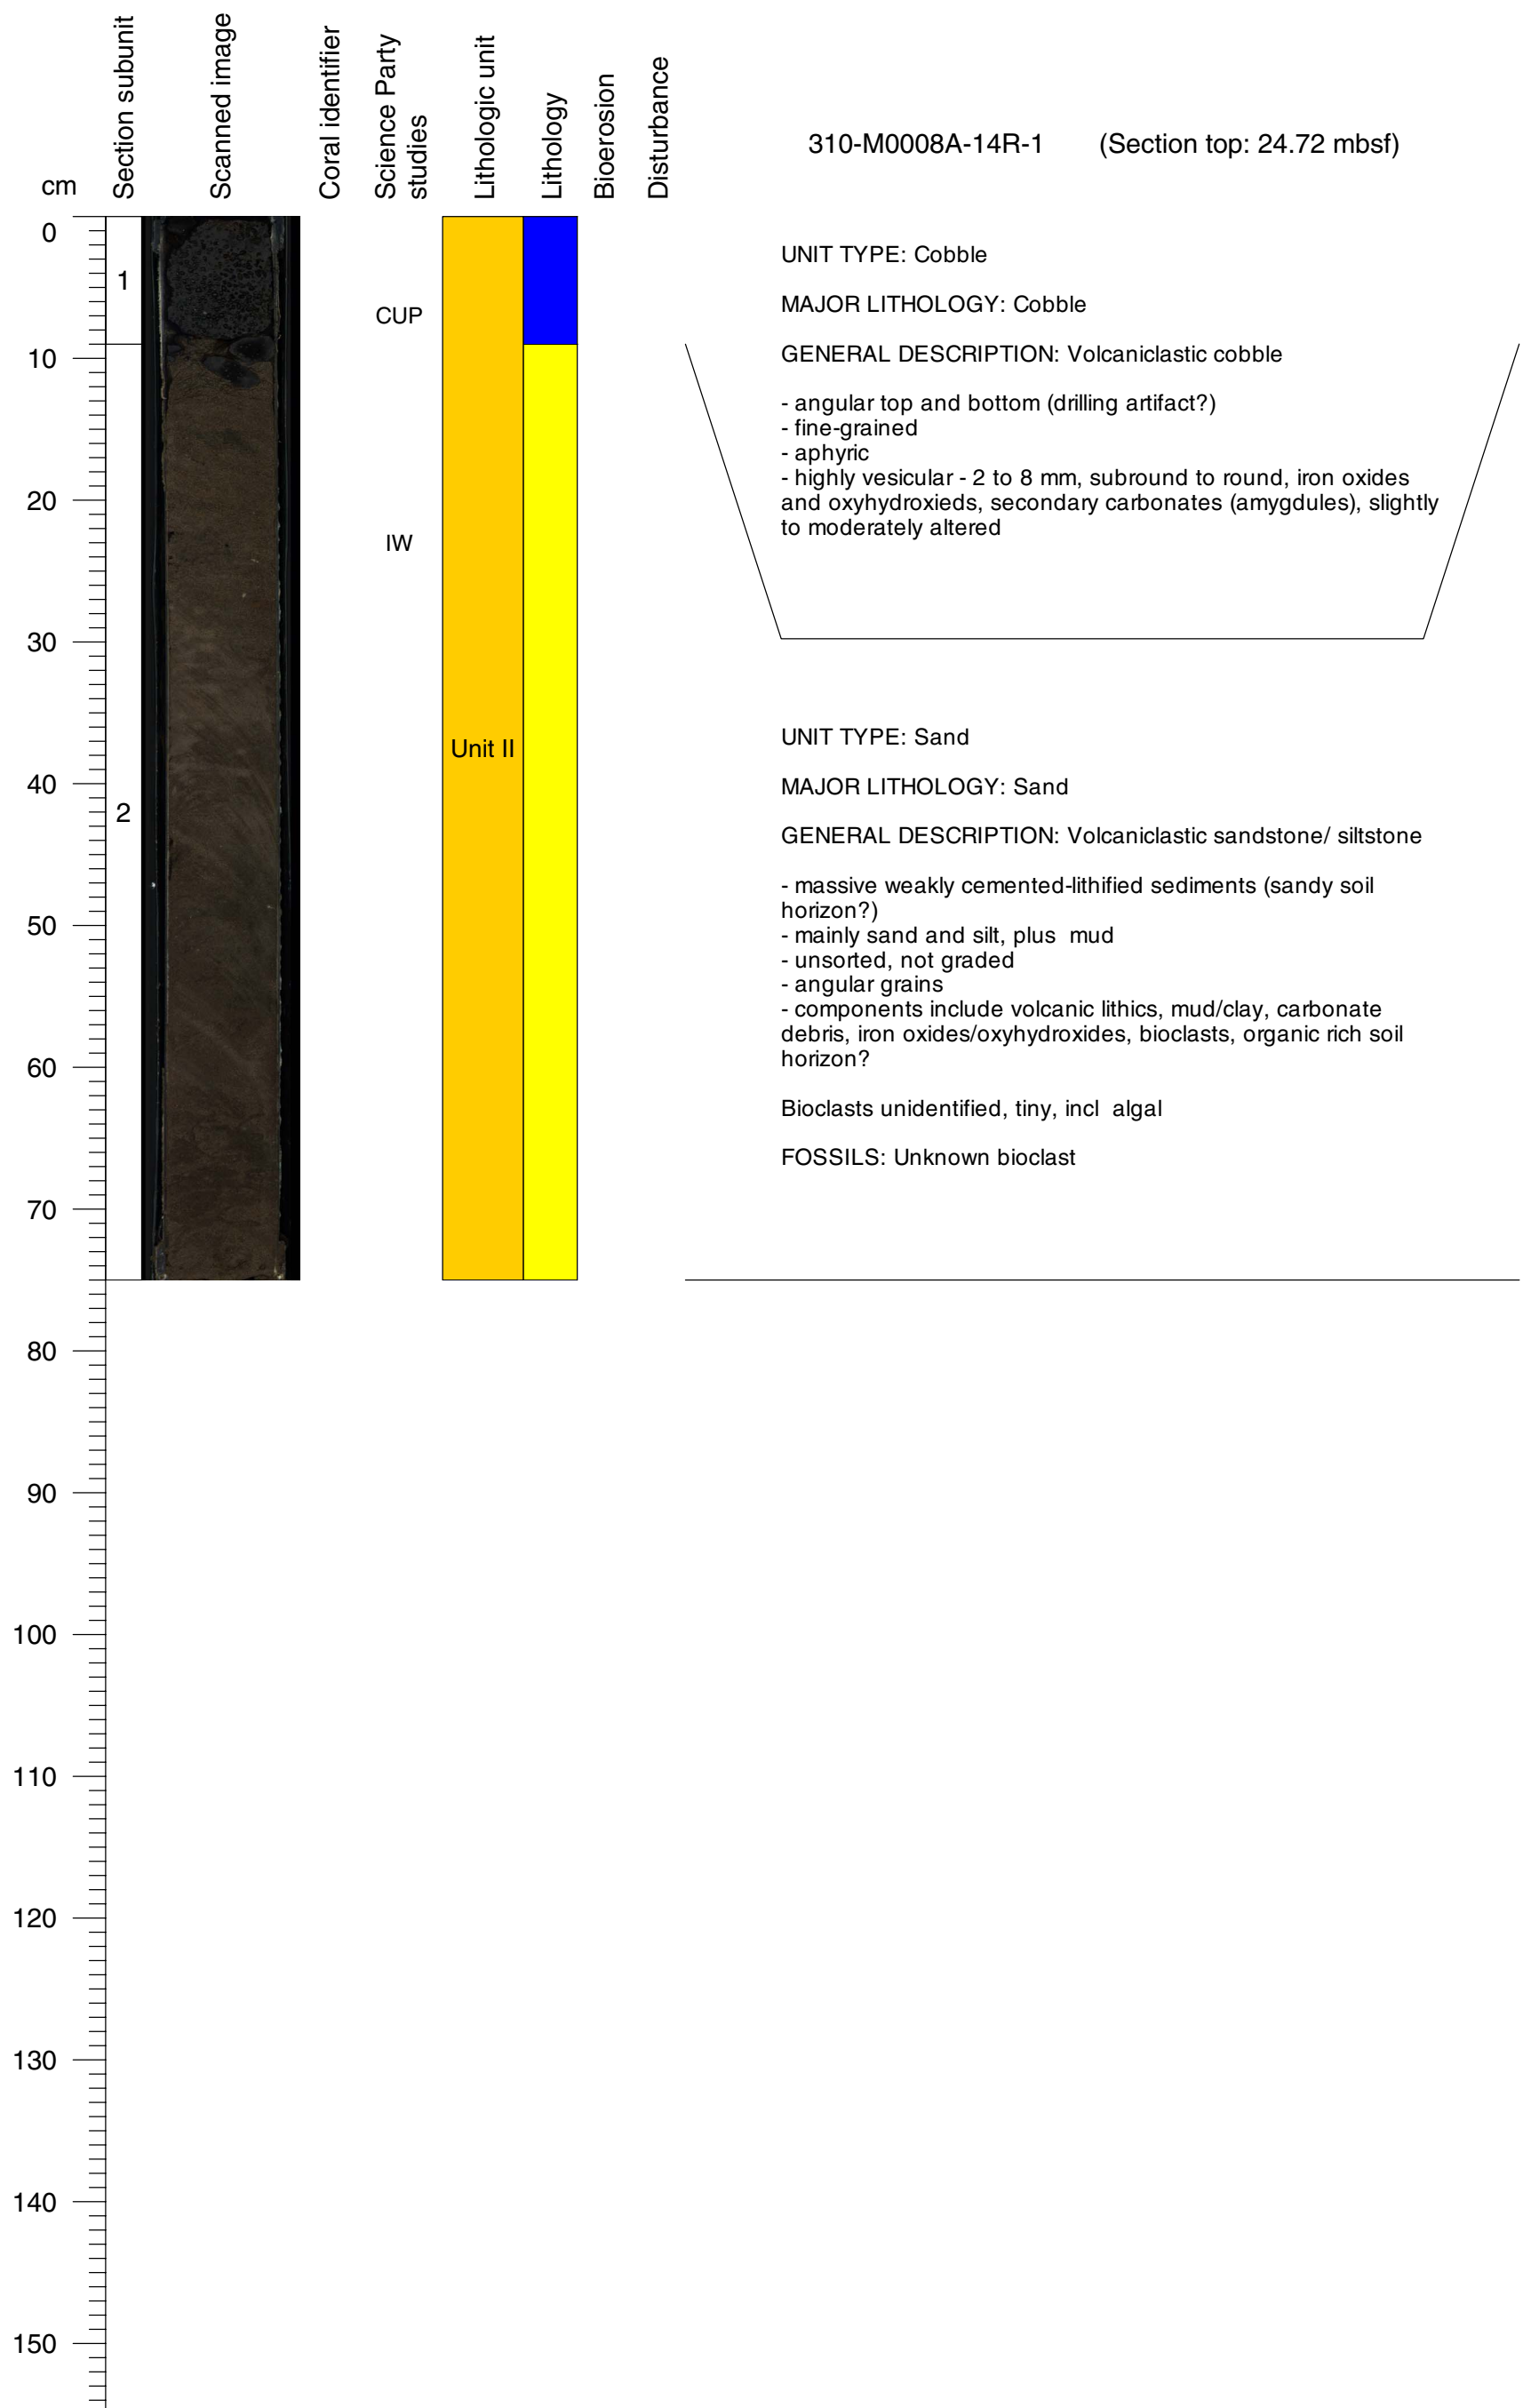 cm
Section subunit
Scanned image
Coral identifier
Science Party
studies
Lithologic unit
Lithology
Bioerosion
Disturbance
310-M0008A-14R-1 (Section top: 24.72 mbsf)
0
10
20
30
40
50
60
70
80
90
100
110
120
130
140
150
1
2
CUP
IW
Unit II
UNIT TYPE: Cobble
MAJOR LITHOLOGY: Cobble
GENERAL DESCRIPTION: Volcaniclastic cobble
- angular top and bottom (drilling artifact?)
- fine-grained
- aphyric
- highly vesicular - 2 to 8 mm, subround to round, iron oxides
and oxyhydroxieds, secondary carbonates (amygdules), slightly
to moderately altered
UNIT TYPE: Sand
MAJOR LITHOLOGY: Sand
GENERAL DESCRIPTION: Volcaniclastic sandstone/ siltstone
- massive weakly cemented-lithified sediments (sandy soil
horizon?)
- mainly sand and silt, plus  mud
- unsorted, not graded
- angular grains
- components include volcanic lithics, mud/clay, carbonate
debris, iron oxides/oxyhydroxides, bioclasts, organic rich soil
horizon?
Bioclasts unidentified, tiny, incl  algal
FOSSILS: Unknown bioclast